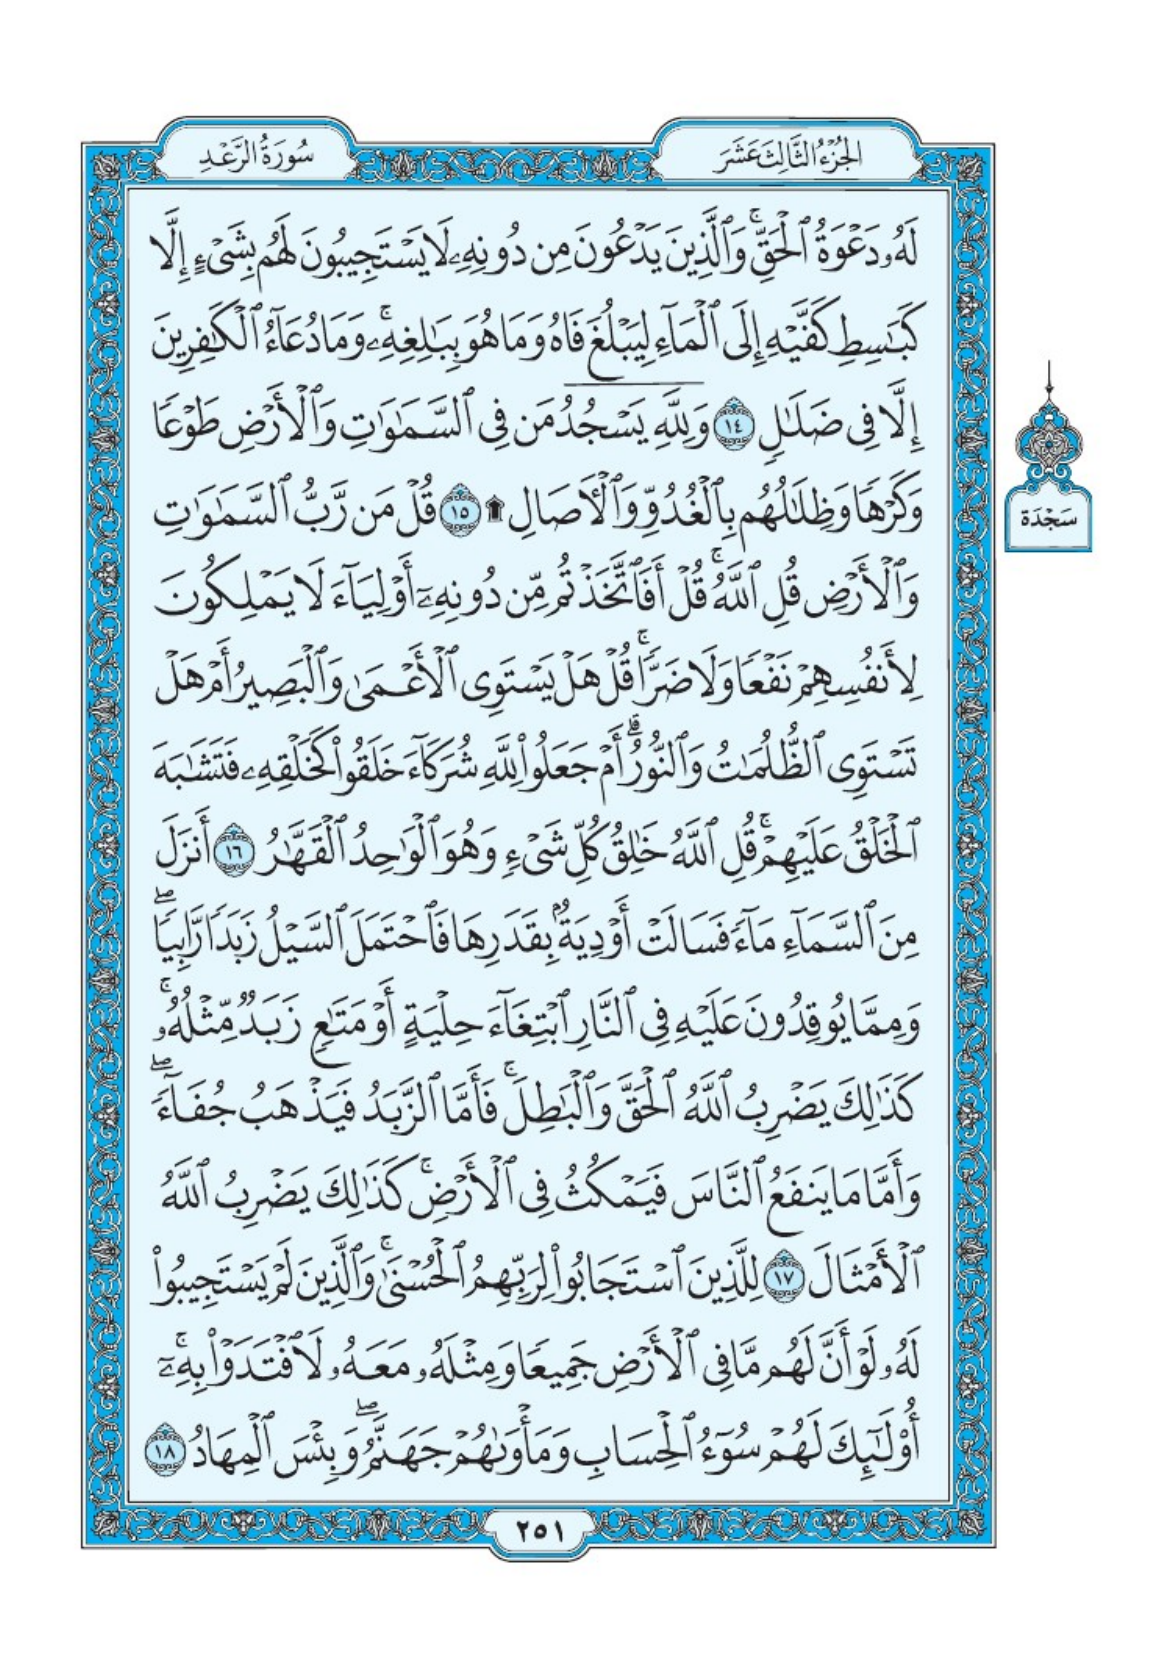 الجُزْءُ الثَّالِثَ عَشَرَ
سُورَةُ الرَّعْدِ
لَهُۥ دَعۡوَةُ ٱلۡحَقِّۚ وَٱلَّذِينَ يَدۡعُونَ مِن دُونِهِۦ لَا يَسۡتَجِيبُونَ لَهُم بِشَيۡءٍ إِلَّا
كَبَٰسِطِ كَفَّيۡهِ إِلَى ٱلۡمَآءِ لِيَبۡلُغَ فَاهُ وَمَا هُوَ بِبَٰلِغِهِۦۚ وَمَا دُعَآءُ ٱلۡكَٰفِرِينَ
إِلَّا فِي ضَلَٰلٖ ١٤ وَلِلَّهِۤ يَسۡجُدُۤ مَن فِي ٱلسَّمَٰوَٰتِ وَٱلۡأَرۡضِ طَوۡعٗا
وَكَرۡهٗا وَظِلَٰلُهُم بِٱلۡغُدُوِّ وَٱلۡأٓصَالِ ۩ ١٥ قُلۡ مَن رَّبُّ ٱلسَّمَٰوَٰتِ
وَٱلۡأَرۡضِ قُلِ ٱللَّهُۚ قُلۡ أَفَٱتَّخَذۡتُم مِّن دُونِهِۦٓ أَوۡلِيَآءَ لَا يَمۡلِكُونَ
لِأَنفُسِهِمۡ نَفۡعٗا وَلَا ضَرّٗاۚ قُلۡ هَلۡ يَسۡتَوِي ٱلۡأَعۡمَىٰ وَٱلۡبَصِيرُ أَمۡ هَلۡ
تَسۡتَوِي ٱلظُّلُمَٰتُ وَٱلنُّورُۗ أَمۡ جَعَلُواْ لِلَّهِ شُرَكَآءَ خَلَقُواْ كَخَلۡقِهِۦ فَتَشَٰبَهَ
ٱلۡخَلۡقُ عَلَيۡهِمۡۚ قُلِ ٱللَّهُ خَٰلِقُ كُلِّ شَيۡءٖ وَهُوَ ٱلۡوَٰحِدُ ٱلۡقَهَّٰرُ ١٦ أَنزَلَ
مِنَ ٱلسَّمَآءِ مَآءٗ فَسَالَتۡ أَوۡدِيَةُۢ بِقَدَرِهَا فَٱحۡتَمَلَ ٱلسَّيۡلُ زَبَدٗا رَّابِيٗاۖ
وَمِمَّا يُوقِدُونَ عَلَيۡهِ فِي ٱلنَّارِ ٱبۡتِغَآءَ حِلۡيَةٍ أَوۡ مَتَٰعٖ زَبَدٞ مِّثۡلُهُۥۚ
كَذَٰلِكَ يَضۡرِبُ ٱللَّهُ ٱلۡحَقَّ وَٱلۡبَٰطِلَۚ فَأَمَّا ٱلزَّبَدُ فَيَذۡهَبُ جُفَآءٗۖ
وَأَمَّا مَا يَنفَعُ ٱلنَّاسَ فَيَمۡكُثُ فِي ٱلۡأَرۡضِۚ كَذَٰلِكَ يَضۡرِبُ ٱللَّهُ
ٱلۡأَمۡثَالَ ١٧ لِلَّذِينَ ٱسۡتَجَابُواْ لِرَبِّهِمُ ٱلۡحُسۡنَىٰۚ وَٱلَّذِينَ لَمۡ يَسۡتَجِيبُواْ
لَهُۥ لَوۡ أَنَّ لَهُم مَّا فِي ٱلۡأَرۡضِ جَمِيعٗا وَمِثۡلَهُۥ مَعَهُۥ لَٱفۡتَدَوۡاْ بِهِۦٓۚ
أُوْلَٰٓئِكَ لَهُمۡ سُوٓءُ ٱلۡحِسَابِ وَمَأۡوَىٰهُمۡ جَهَنَّمُۖ وَبِئۡسَ ٱلۡمِهَادُ ١٨
سَجْدَة
٢٥١